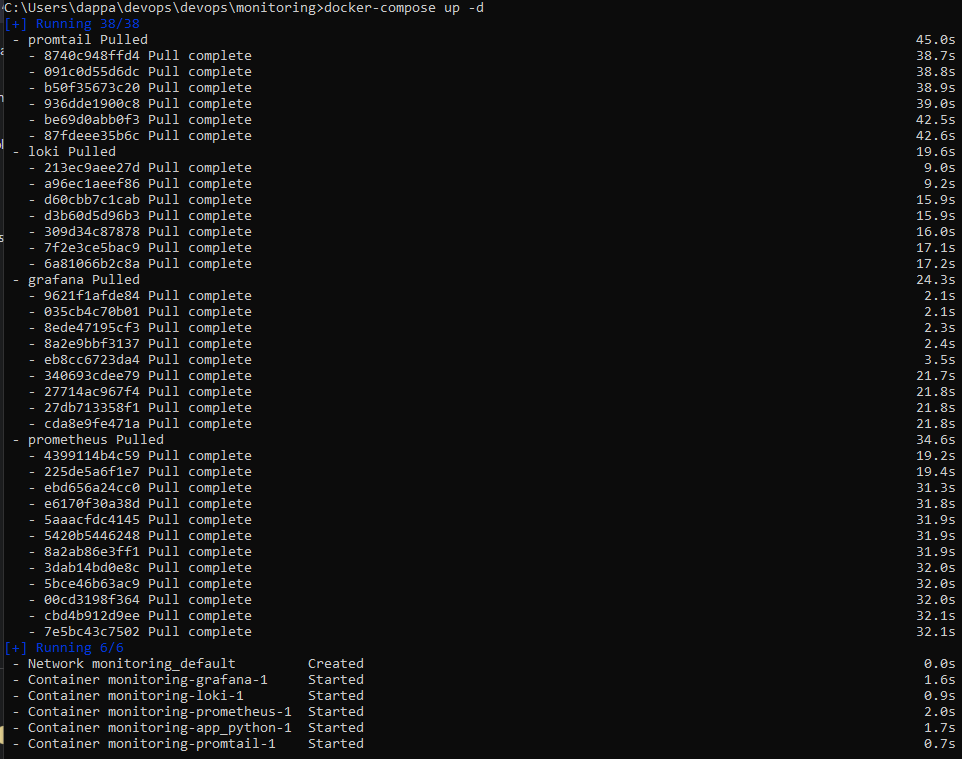 C:\Users\dappa\devops\devops\monitoring>docker-compose up -d
[+] Running 38/38
- promtail Pulled 45.0s
- 8740c948ffd4 Pull complete 38.7s
- 091c0d55d6dc Pull complete 38.8s
- b50f35673c20 Pull complete 38.9s
- 936dde1900c8 Pull complete 39.0s
- be69d0abb0f3 Pull complete 42.5s
- 87fdeee35b6c Pull complete 42.6s
- loki Pulled 19.6s
- 213ec9aee27d Pull complete 9.0s
- a96ec1aeef86 Pull complete 9.2s
- d60cbb7c1cab Pull complete 15.9s
- d3b60d5d96b3 Pull complete 15.9s
- 309d34c87878 Pull complete 16.0s
- 7f2e3ce5bac9 Pull complete 17.1s
- 6a81066b2c8a Pull complete 17.2s
- grafana Pulled 24.3s
- 9621f1afde84 Pull complete 2.1s
- 035cb4c70b01 Pull complete 2.1s
- 8ede47195cf3 Pull complete 2.3s
- 8a2e9bbf3137 Pull complete 2.4s
- eb8cc6723da4 Pull complete 3.5s
- 340693cdee79 Pull complete 21.7s
- 27714ac967f4 Pull complete 21.8s
- 27db713358f1 Pull complete 21.8s
- cda8e9fe471a Pull complete 21.8s
- prometheus Pulled 34.6s
- 4399114b4c59 Pull complete 19.2s
- 225de5a6f1e7 Pull complete 19.4s
- ebd656a24cc0 Pull complete 31.3s
- e6170f30a38d Pull complete 31.8s
- 5aaacfdc4145 Pull complete 31.9s
- 5420b5446248 Pull complete 31.9s
- 8a2ab86e3ff1 Pull complete 31.9s
- 3dab14bd0e8c Pull complete 32.0s
- 5bce46b63ac9 Pull complete 32.0s
- 00cd3198f364 Pull complete 32.0s
- cbd4b912d9ee Pull complete 32.1s
- 7e5bc43c7502 Pull complete 32.1s
[+] Running 6/6
- Network monitoring_default Created 0.0s
- Container monitoring-grafana-1 Started 1.6s
- Container monitoring-loki-1 Started 0.9s
- Container monitoring-prometheus-1 Started 2.0s
- Container monitoring-app_python-1 Started 1.7s
- Container monitoring-promtail-1 Started 0.7s